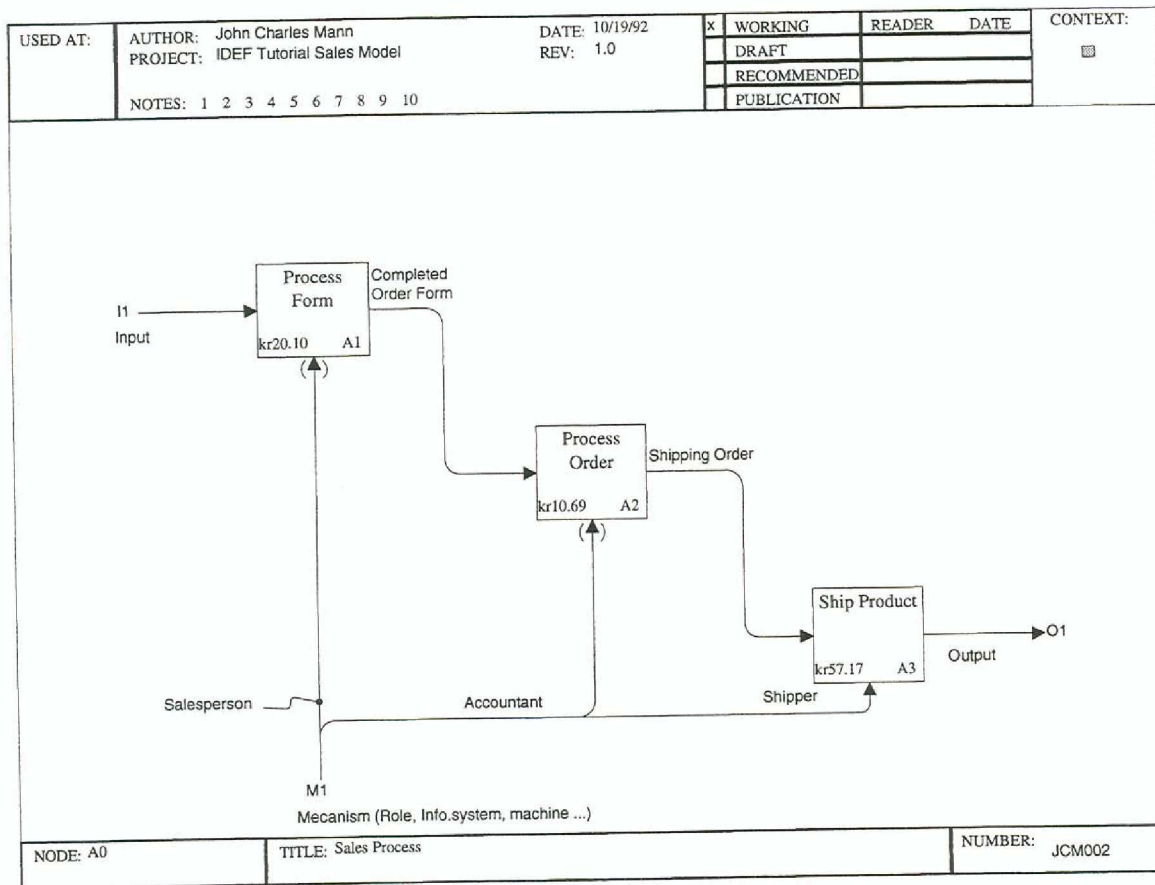 USED AT:
AUTHOR: John Charles Mann
DATE: 10/19/92
PROJECT: IDEF Tutorial Sales Model
REV: 1.0
NOTES: 1 2 3 4 5 6 7 8 9 10
x WORKING
DRAFT
RECOMMENDED
PUBLICATION
READER DATE
CONTEXT:
Process
Form
kr20.10 A1
Completed
Order Form
I1
Input
( )
Process
Order
kr10.69 A2
Shipping Order
( )
Ship Product
kr57.17 A3
O1
Output
Salesperson
Accountant
Shipper
M1
Mecanism (Role, Info.system, machine ...)
NODE: A0
TITLE: Sales Process
NUMBER: JCM002